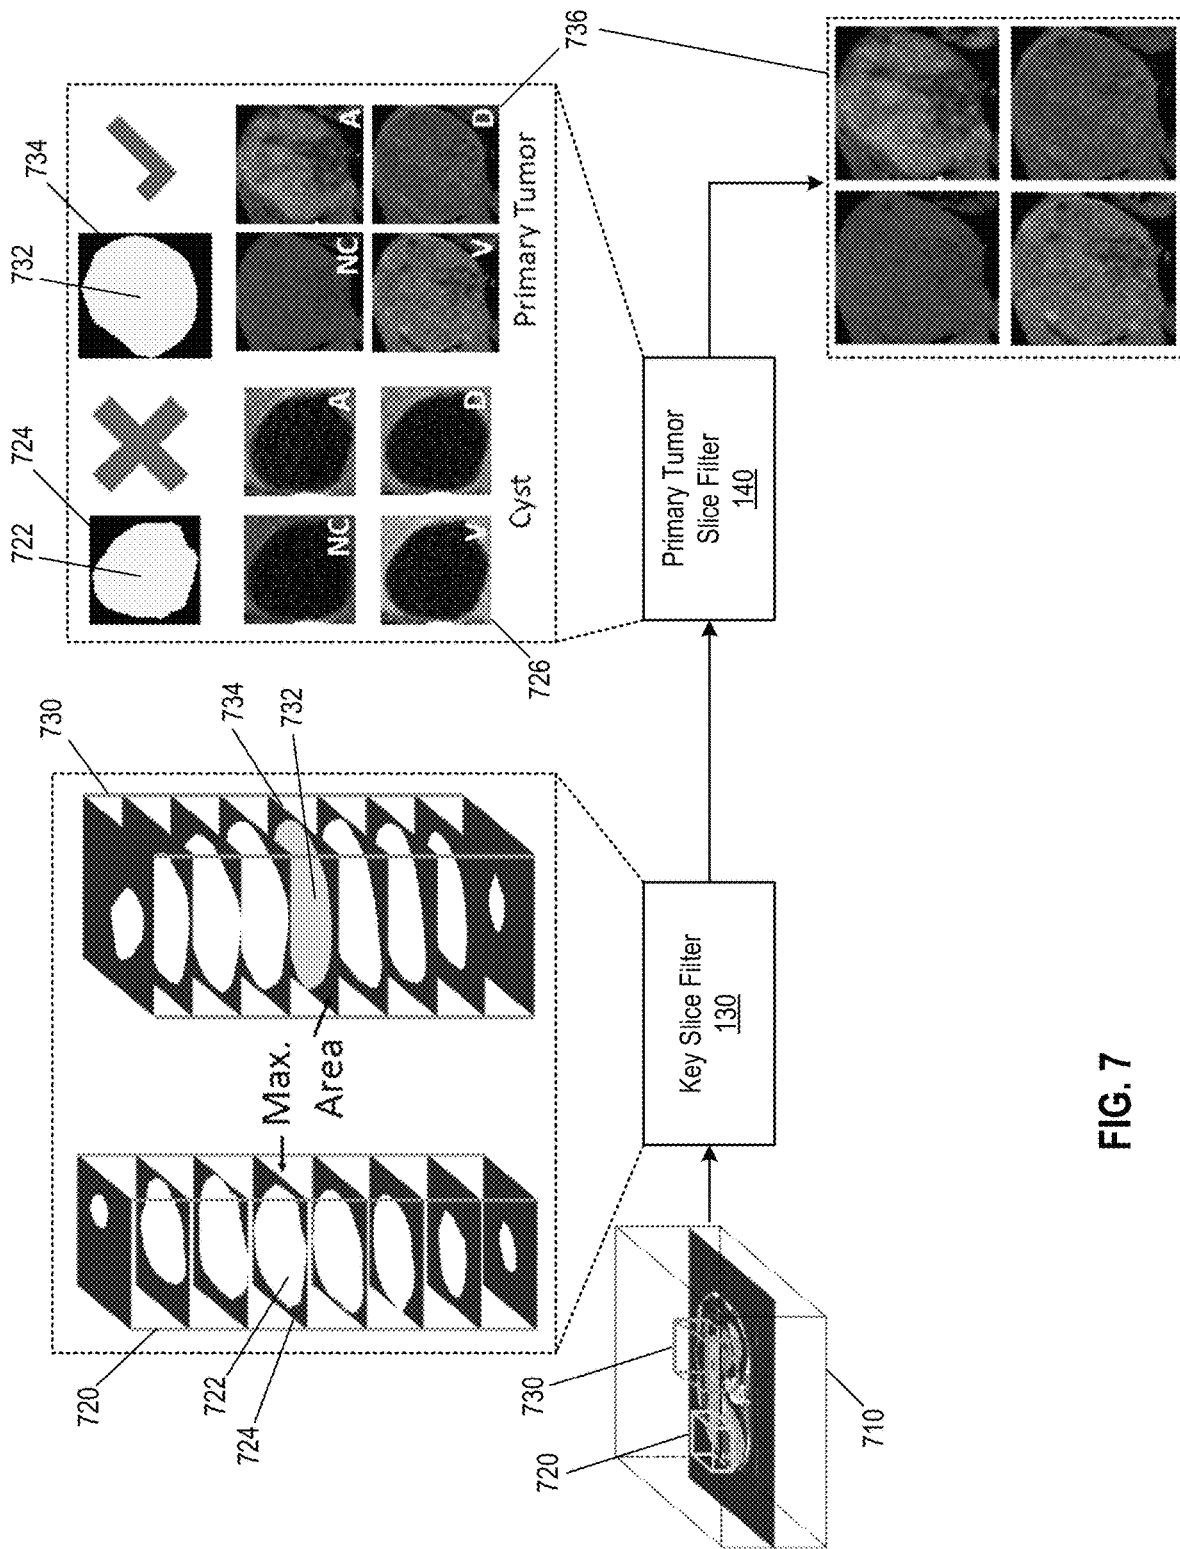 720
722
724
Max.
Area
730
734
732
722
724
NC
A
V
D
Cyst
726
732
734
NC
A
V
D
Primary Tumor
736
720
730
710
Key Slice Filter
130
Primary Tumor
Slice Filter
140
FIG. 7